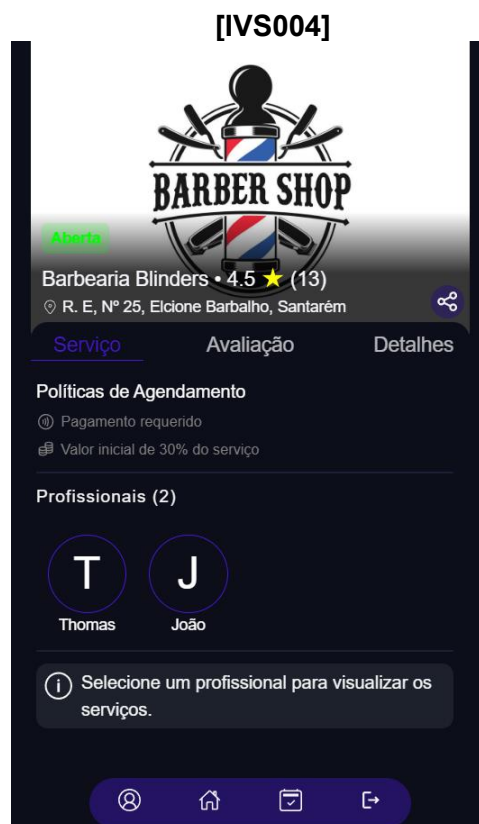 [IVS004]
BARBER SHOP
Aberta
Barbearia Blinders • 4.5 ★ (13)
R. E, Nº 25, Elcione Barbalho, Santarém
Serviço Avaliação Detalhes
Políticas de Agendamento
Pagamento requerido
Valor inicial de 30% do serviço
Profissionais (2)
T J
Thomas João
Selecione um profissional para visualizar os
serviços.